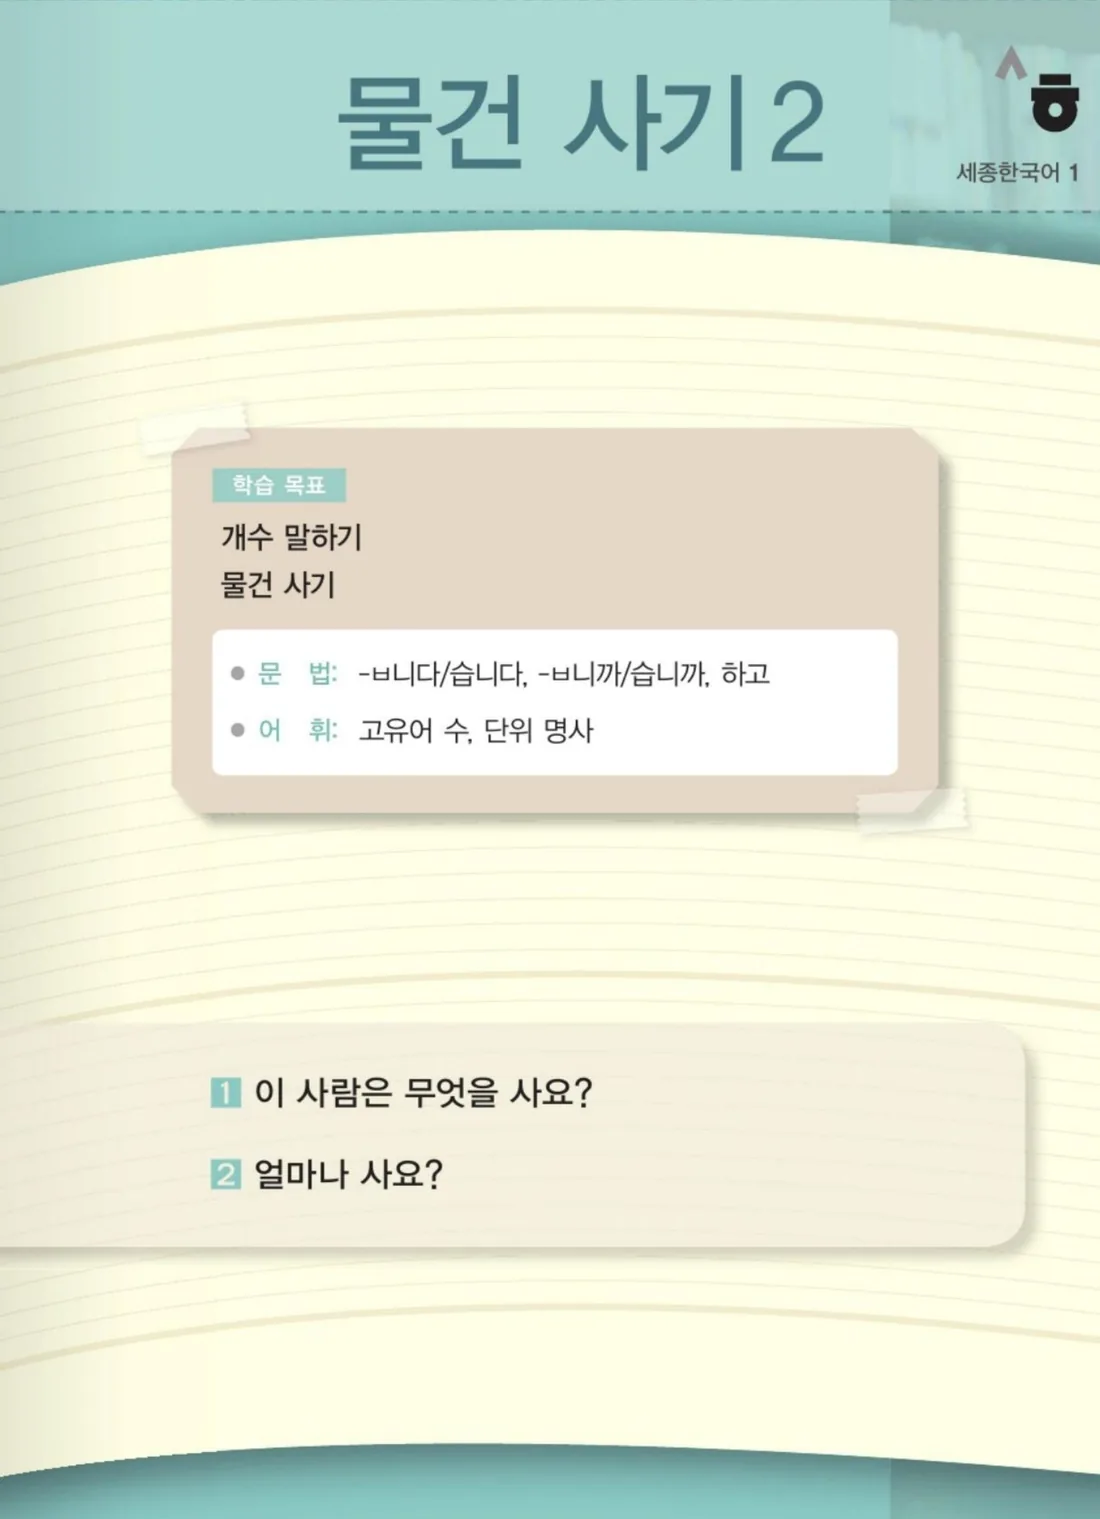 물건 사기 2
세종한국어 1
학습 목표
개수 말하기
물건 사기
● 문 법: -ㅂ니다/습니다, -ㅂ니까/습니까, 하고
● 어 휘: 고유어 수, 단위 명사
1 이 사람은 무엇을 사요?
2 얼마나 사요?